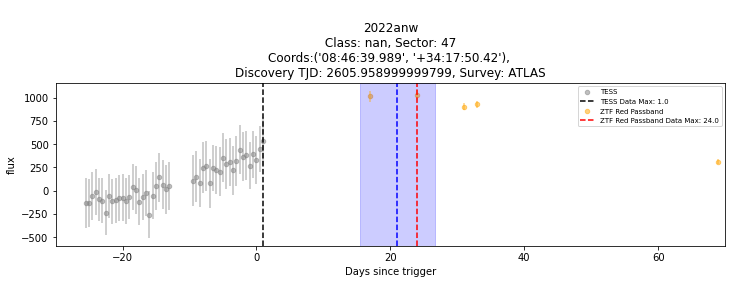 2022anw
Class: nan, Sector: 47
Coords:('08:46:39.989', '+34:17:50.42'),
Discovery TJD: 2605.958999999799, Survey: ATLAS
TESS
TESS Data Max: 1.0
ZTF Red Passband
ZTF Red Passband Data Max: 24.0
1000
750
500
250
0
−250
−500
flux
−20
0
20
40
60
Days since trigger